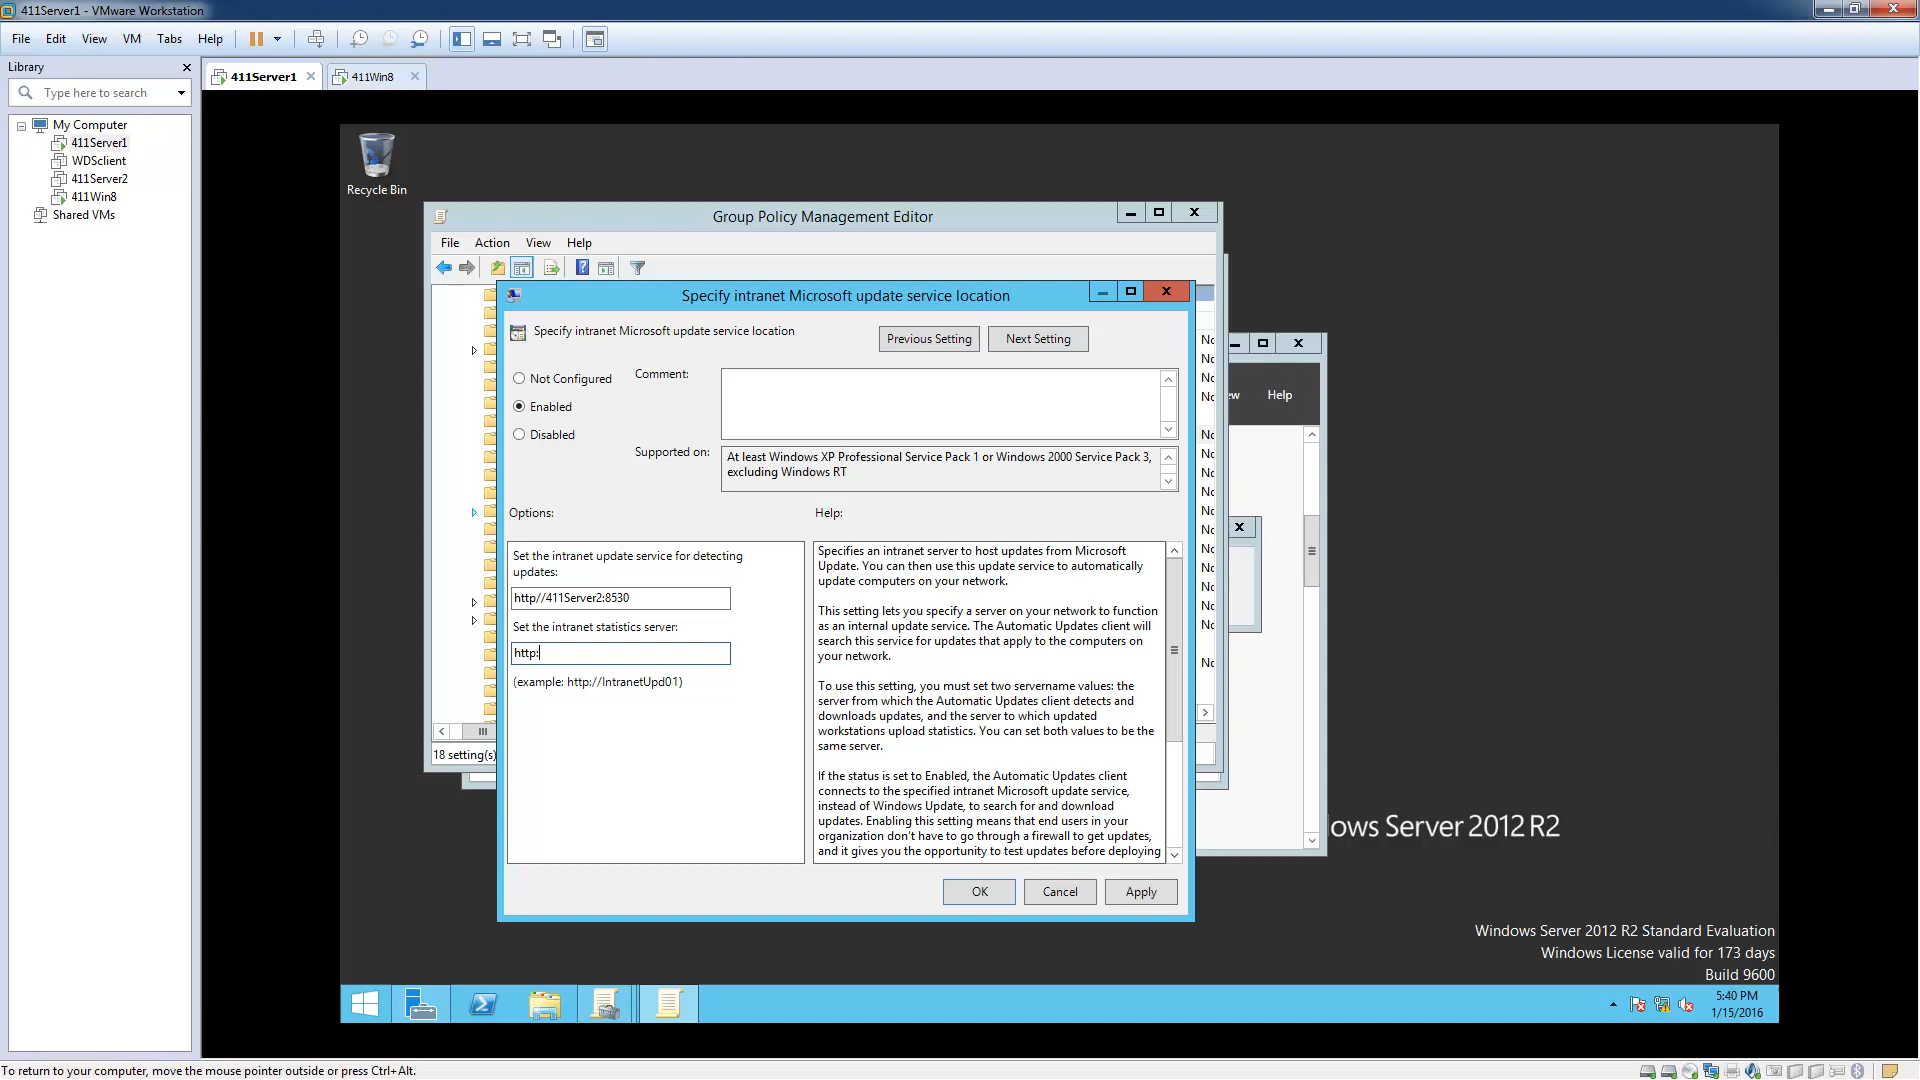 411Server1 - VMware Workstation
File Edit View VM Tabs Help
Library
Type here to search
My Computer
411Server1
WDSclient
411Server2
411Win8
Shared VMs
411Server1
411Win8
Recycle Bin
Group Policy Management Editor
File Action View Help
Specify intranet Microsoft update service location
Specify intranet Microsoft update service location
Previous Setting
Next Setting
Not Configured
Enabled
Disabled
Comment:
Supported on:
At least Windows XP Professional Service Pack 1 or Windows 2000 Service Pack 3,
excluding Windows RT
Options:
Help:
Set the intranet update service for detecting
updates:
http//411Server2:8530
Set the intranet statistics server:
http:
(example: http://IntranetUpd01)
Specifies an intranet server to host updates from Microsoft
Update. You can then use this update service to automatically
update computers on your network.
This setting lets you specify a server on your network to function
as an internal update service. The Automatic Updates client will
search this service for updates that apply to the computers on
your network.
To use this setting, you must set two servername values: the
server from which the Automatic Updates client detects and
downloads updates, and the server to which updated
workstations upload statistics. You can set both values to be the
same server.
If the status is set to Enabled, the Automatic Updates client
connects to the specified intranet Microsoft update service,
instead of Windows Update, to search for and download
updates. Enabling this setting means that end users in your
organization don't have to go through a firewall to get updates,
and it gives you the opportunity to test updates before deploying
OK
Cancel
Apply
18 setting(s)
Help
ows Server 2012 R2
Windows Server 2012 R2 Standard Evaluation
Windows License valid for 173 days
Build 9600
5:40 PM
1/15/2016
To return to your computer, move the mouse pointer outside or press Ctrl+Alt.